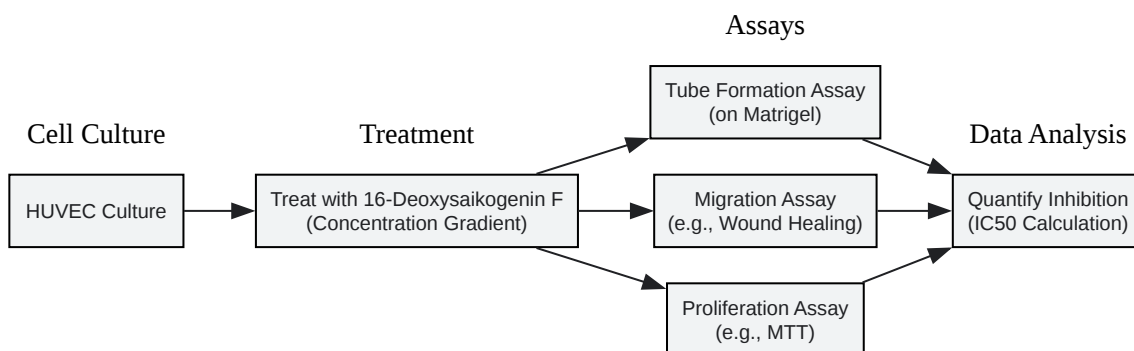 Assays
Tube Formation Assay
(on Matrigel)
Cell Culture
Treatment
Data Analysis
HUVEC Culture
Treat with 16-Deoxysaikogenin F
(Concentration Gradient)
Migration Assay
(e.g., Wound Healing)
Quantify Inhibition
(IC50 Calculation)
Proliferation Assay
(e.g., MTT)